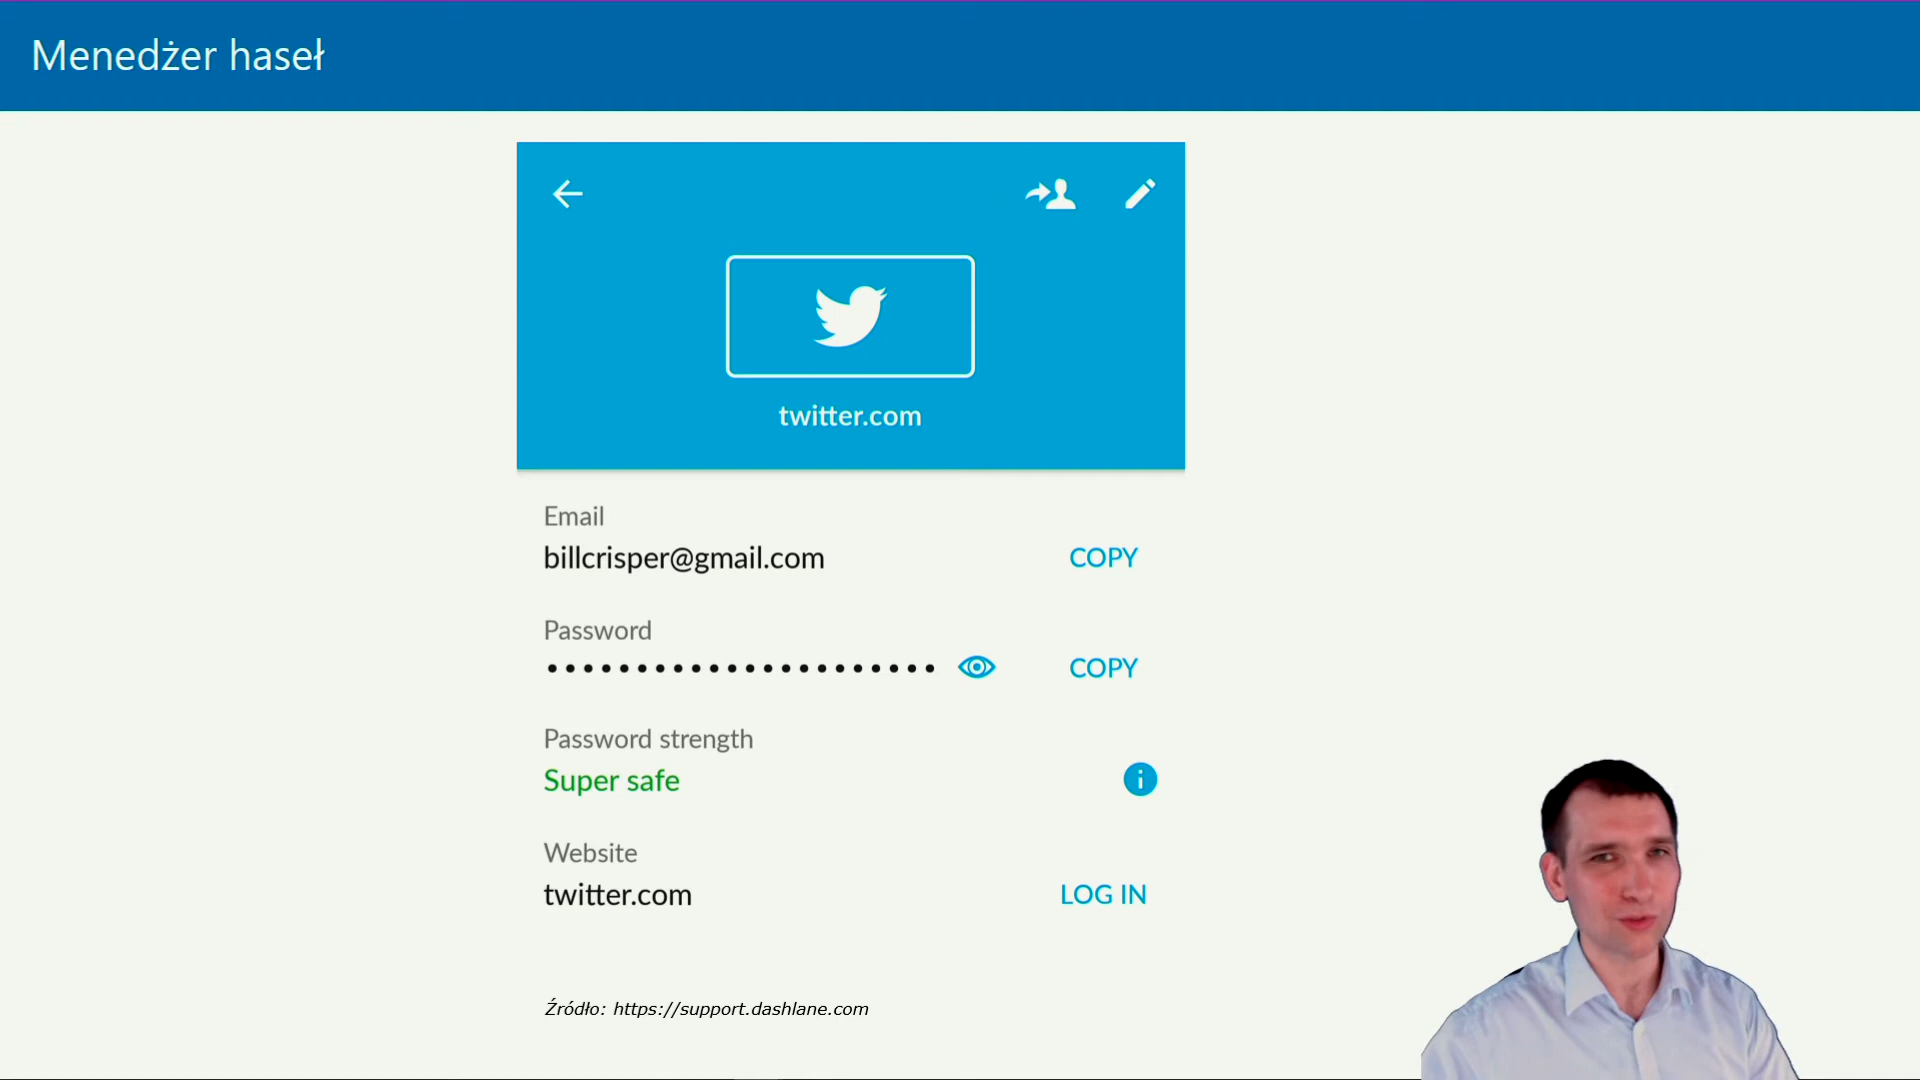 Menedżer haseł
twitter.com
Email
billcrisper@gmail.com
COPY
Password
COPY
Password strength
Super safe
Website
twitter.com
LOG IN
Źródło: https://support.dashlane.com